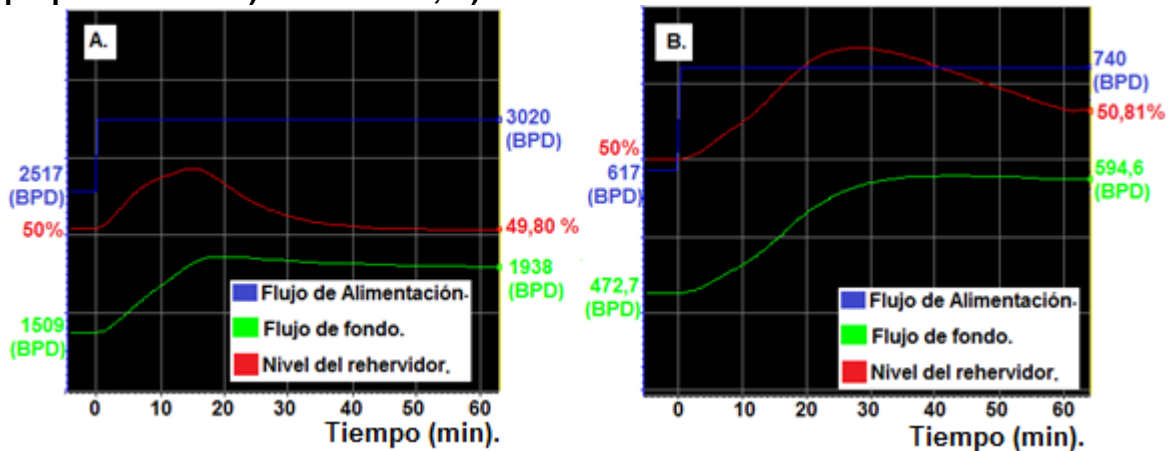 A.
2517
(BPD)
50%
1509
(BPD)
3020
(BPD)
49,80 %
1938
(BPD)
Flujo de Alimentación.
Flujo de fondo.
Nivel del rehervidor.
0 10 20 30 40 50 60
Tiempo (min).
B.
50%
617
(BPD)
472,7
(BPD)
740
(BPD)
50,81%
594,6
(BPD)
Flujo de Alimentación.
Flujo de fondo.
Nivel del rehervidor.
0 10 20 30 40 50 60
Tiempo (min).